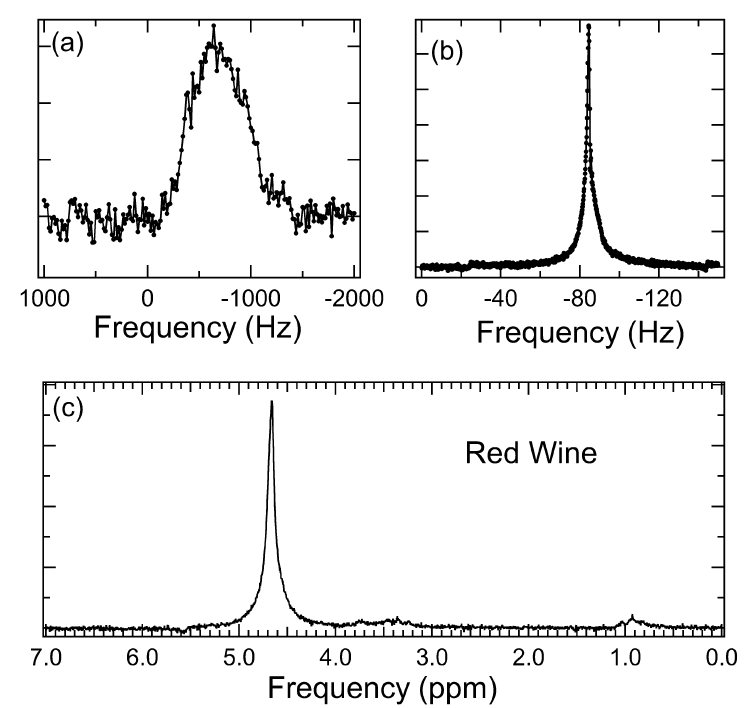 (a)
(b)
1000 0 -1000 -2000
0 -40 -80 -120
Frequency (Hz)
Frequency (Hz)
(c)
Red Wine
7.0 6.0 5.0 4.0 3.0 2.0 1.0 0.0
Frequency (ppm)